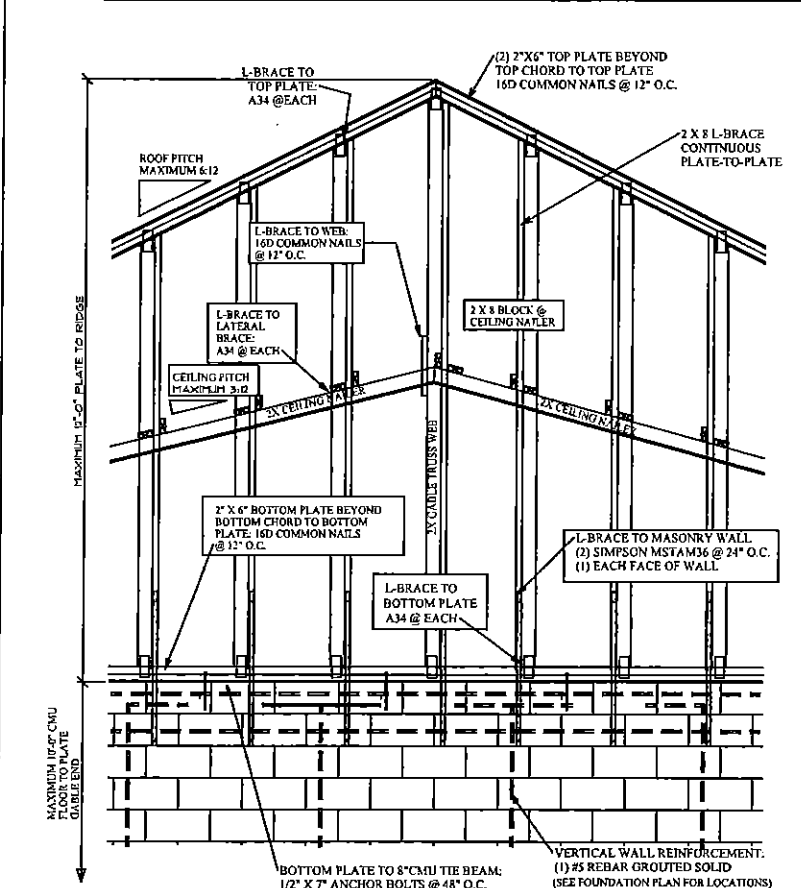 (2) 2"X6" TOP PLATE BEYOND
TOP CHORD TO TOP PLATE
16D COMMON NAILS @ 12" O.C.
L-BRACE TO
TOP PLATE:
A34 @EACH
2 X 8 L-BRACE
CONTINUOUS
PLATE-TO-PLATE
ROOF PITCH
MAXIMUM 6:12
L-BRACE TO WEB:
16D COMMON NAILS
@ 12" O.C.
L-BRACE TO
LATERAL
BRACE:
A34 @ EACH
2 X 8 BLOCK @
CEILING NAILER
CEILING PITCH
MAXIMUM 3:12
2X CEILING NAILER
2X CEILING NAILER
PLATE TO RIDGE
MAXIMUM
2X GABLE TRUSS WEB
2" X 6" BOTTOM PLATE BEYOND
BOTTOM CHORD TO BOTTOM
PLATE: 16D COMMON NAILS
@ 12" O.C.
L-BRACE TO MASONRY WALL
(2) SIMPSON MSTAM36 @ 24" O.C.
(1) EACH FACE OF WALL
L-BRACE TO
BOTTOM PLATE
A34 @ EACH
MAXIMUM 10'-0" CMU
FLOOR TO PLATE
GABLE END
VERTICAL WALL REINFORCEMENT:
(1) #5 REBAR GROUTED SOLID
(SEE FOUNDATION PLAN FOR LOCATIONS)
BOTTOM PLATE TO 8"CMU TIE BEAM;
1/2" X 7" ANCHOR BOLTS @ 48" O.C.